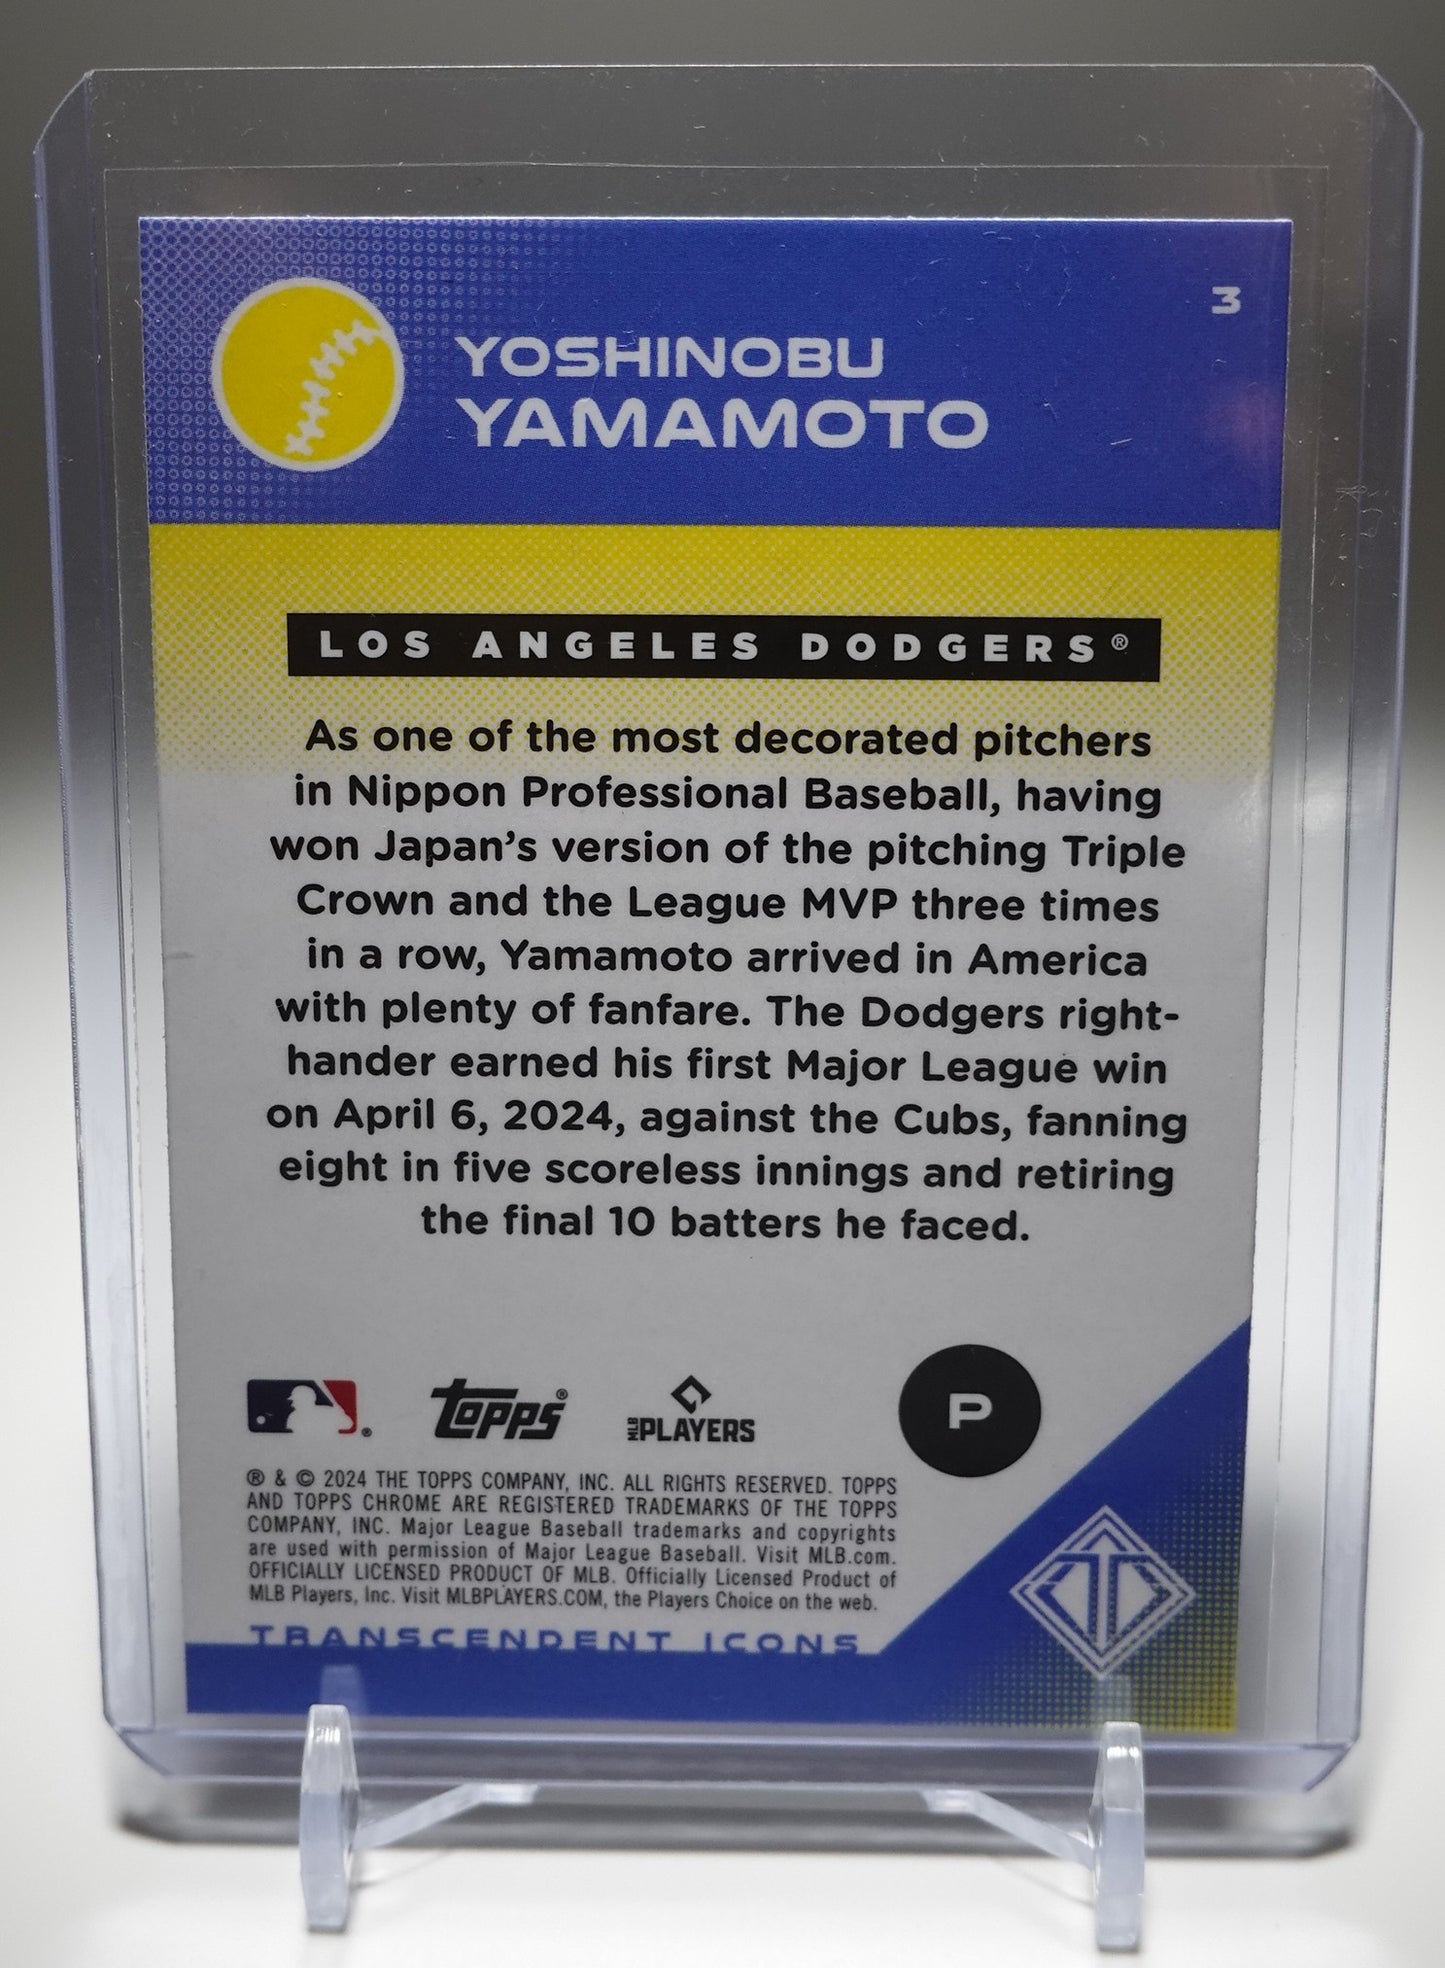 3
YOSHINOBU
YAMAMOTO
LOS ANGELES DODGERS®
As one of the most decorated pitchers
in Nippon Professional Baseball, having
won Japan's version of the pitching Triple
Crown and the League MVP three times
in a row, Yamamoto arrived in America
with plenty of fanfare. The Dodgers right-
hander earned his first Major League win
on April 6, 2024, against the Cubs, fanning
eight in five scoreless innings and retiring
the final 10 batters he faced.
topps®
MLB PLAYERS
P
® & © 2024 THE TOPPS COMPANY, INC. ALL RIGHTS RESERVED. TOPPS
AND TOPPS CHROME ARE REGISTERED TRADEMARKS OF THE TOPPS
COMPANY, INC. Major League Baseball trademarks and copyrights
are used with permission of Major League Baseball. Visit MLB.com.
OFFICIALLY LICENSED PRODUCT OF MLB. Officially Licensed Product of
MLB Players, Inc. Visit MLBPLAYERS.COM, the Players Choice on the web.
TRANSCENDENT ICONS